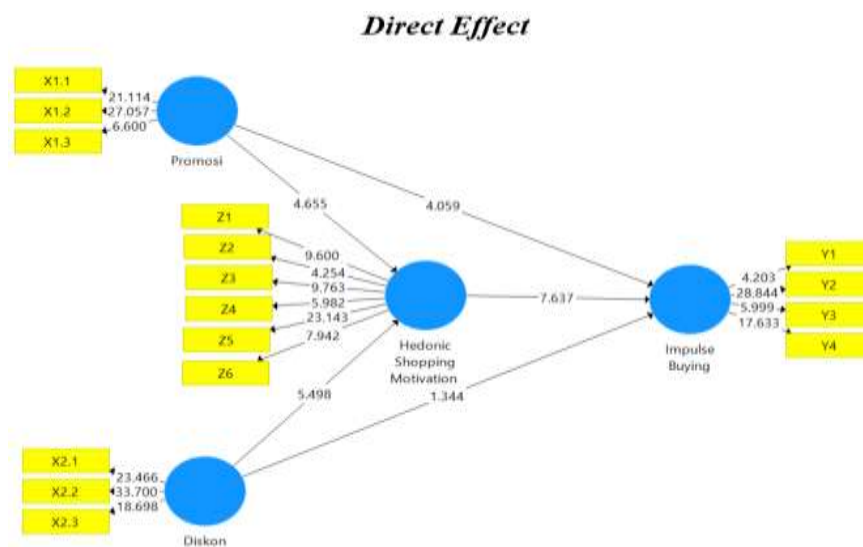 Direct Effect
X1.1
X1.2
X1.3
21.114
27.057
6.600
Promosi
4.655
4.059
Z1
Z2
Z3
Z4
Z5
Z6
9.600
4.254
9.763
5.982
23.143
7.942
Hedonic
Shopping
Motivation
7.637
Y1
Y2
Y3
Y4
4.203
28.844
5.999
17.633
Impulse
Buying
5.498
1.344
X2.1
X2.2
X2.3
23.466
33.700
18.698
Diskon